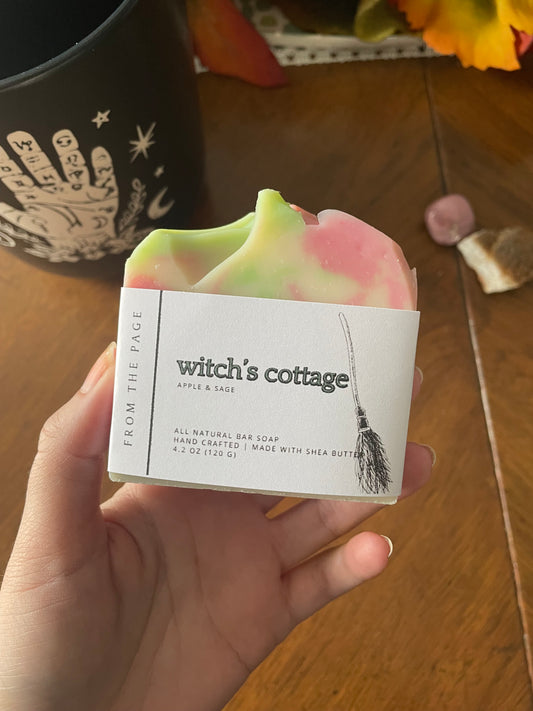 FROM THE PAGE
witch's cottage
APPLE & SAGE
ALL NATURAL BAR SOAP
HAND CRAFTED | MADE WITH SHEA BUTTER
4.2 OZ (120 G)